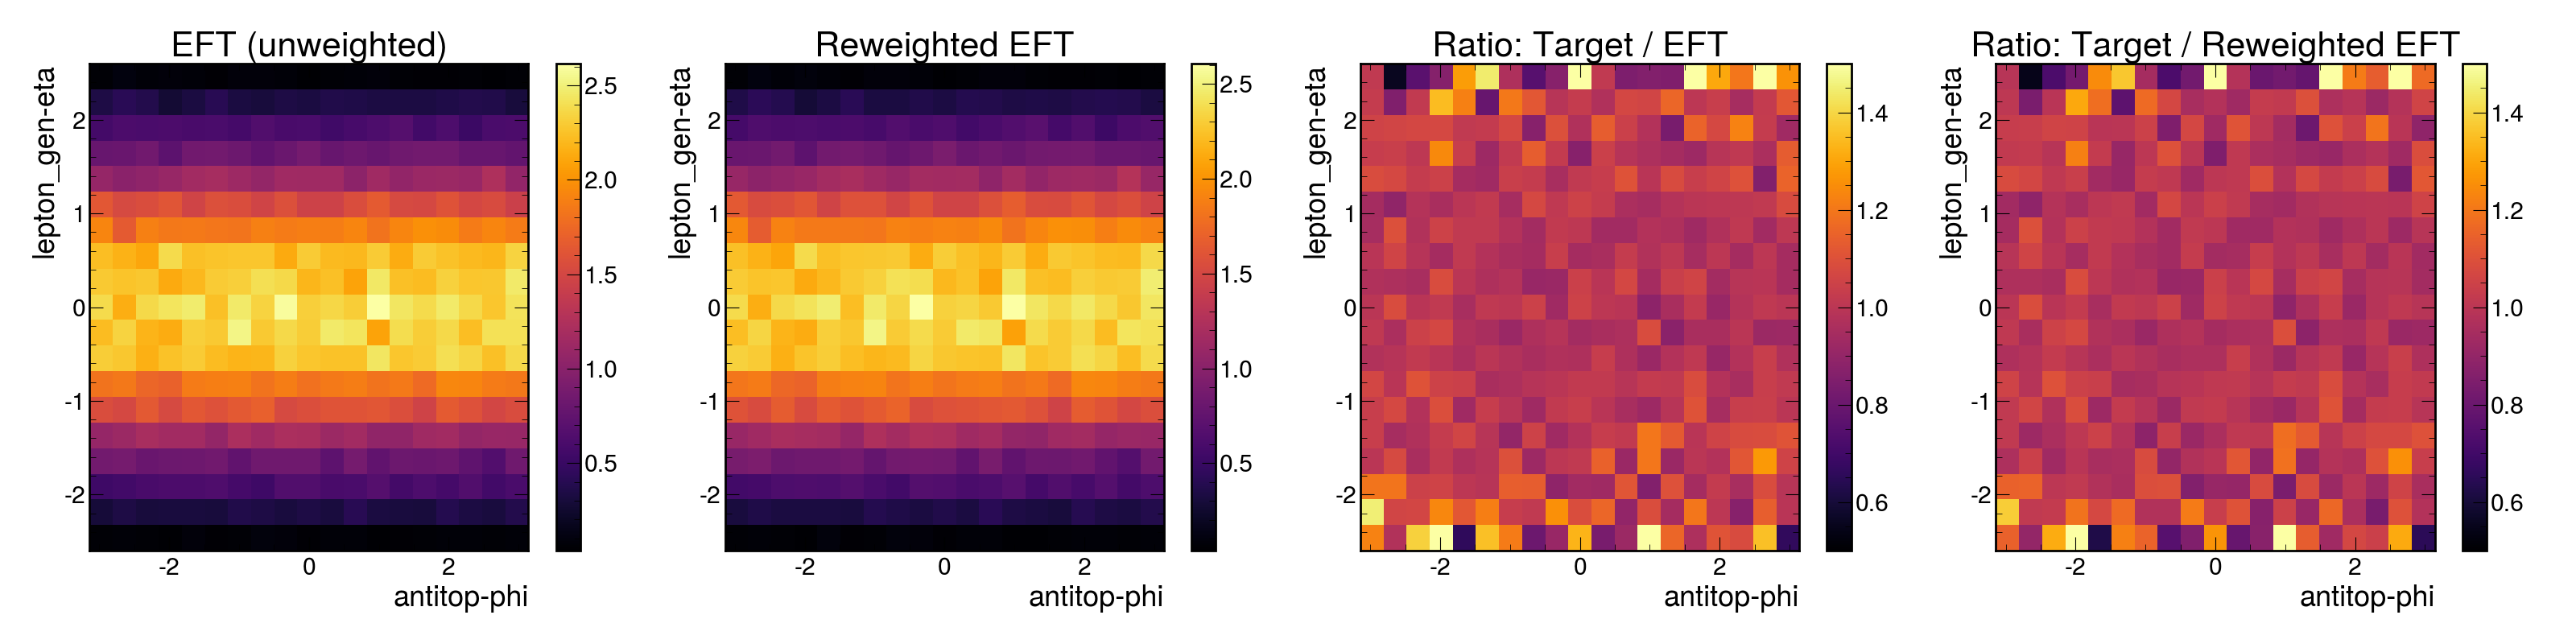 EFT (unweighted)
lepton_gen-eta
2
1
0
-1
-2
-2 0 2
antitop-phi
2.5
2.0
1.5
1.0
0.5
Reweighted EFT
lepton_gen-eta
2
1
0
-1
-2
-2 0 2
antitop-phi
2.5
2.0
1.5
1.0
0.5
Ratio: Target / EFT
lepton_gen-eta
2
1
0
-1
-2
-2 0 2
antitop-phi
1.4
1.2
1.0
0.8
0.6
Ratio: Target / Reweighted EFT
lepton_gen-eta
2
1
0
-1
-2
-2 0 2
antitop-phi
1.4
1.2
1.0
0.8
0.6